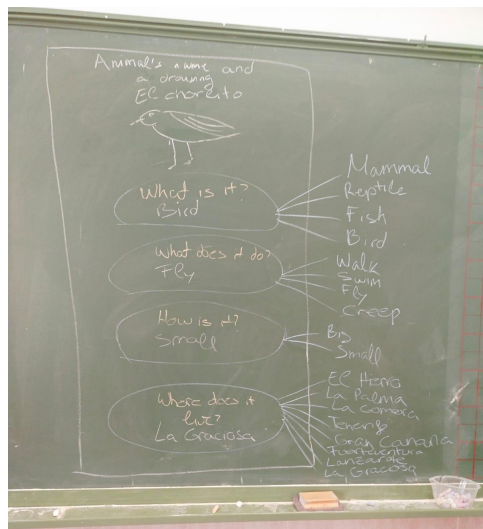 Animal's name and
a drawing
El chorlito
What is it?
Bird
Mammal
Reptile
Fish
Bird
What does it do?
Fly
Walk
Swim
Fly
Creep
How is it?
Small
Big
Small
Where does it
live?
La Graciosa
El Hierro
La Palma
La Gomera
Gran Canaria
Fuerteventura
Lanzarote
La Graciosa